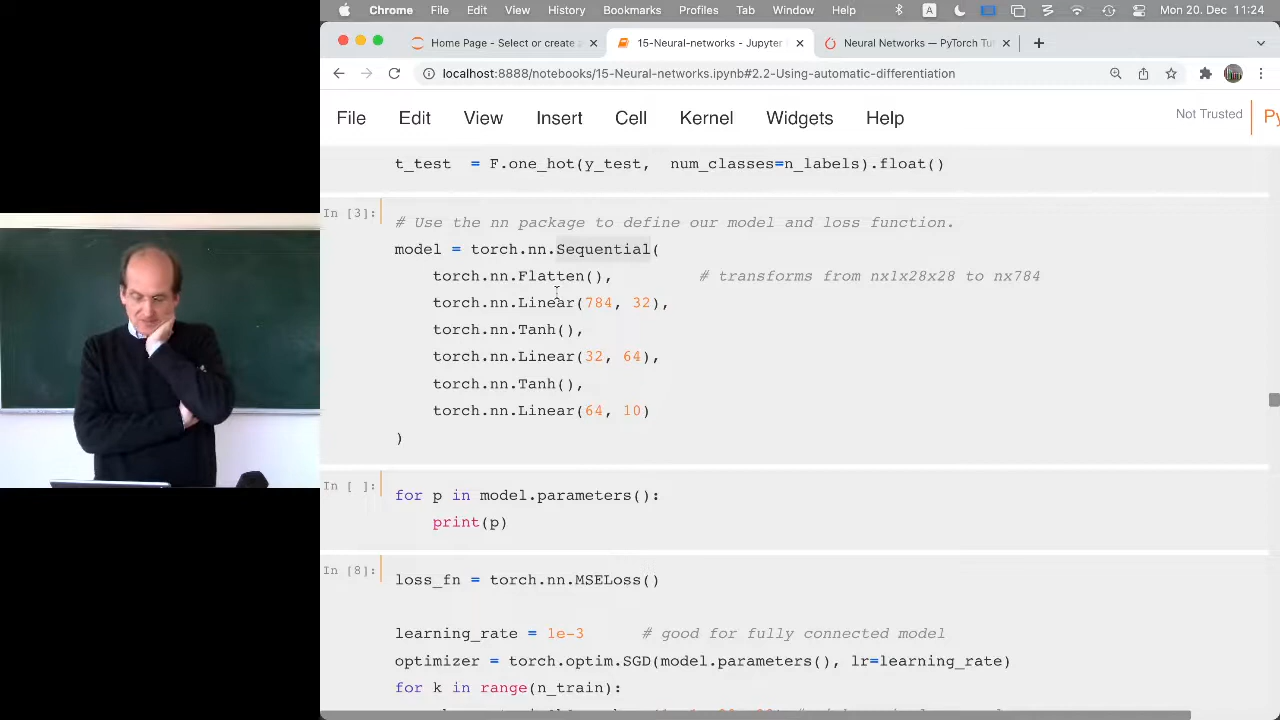 Chrome File Edit View History Bookmarks Profiles Tab Window Help A Mon 20. Dec 11:24
Home Page - Select or create a 15-Neural-networks - Jupyter Neural Networks — PyTorch Tut
localhost:8888/notebooks/15-Neural-networks.ipynb#2.2-Using-automatic-differentiation
File Edit View Insert Cell Kernel Widgets Help Not Trusted Py
t_test = F.one_hot(y_test, num_classes=n_labels).float()
In [3]:
# Use the nn package to define our model and loss function.
model = torch.nn.Sequential(
torch.nn.Flatten(), # transforms from nx1x28x28 to nx784
torch.nn.Linear(784, 32),
torch.nn.Tanh(),
torch.nn.Linear(32, 64),
torch.nn.Tanh(),
torch.nn.Linear(64, 10)
)
In [ ]:
for p in model.parameters():
print(p)
In [8]:
loss_fn = torch.nn.MSELoss()
learning_rate = 1e-3 # good for fully connected model
optimizer = torch.optim.SGD(model.parameters(), lr=learning_rate)
for k in range(n_train):